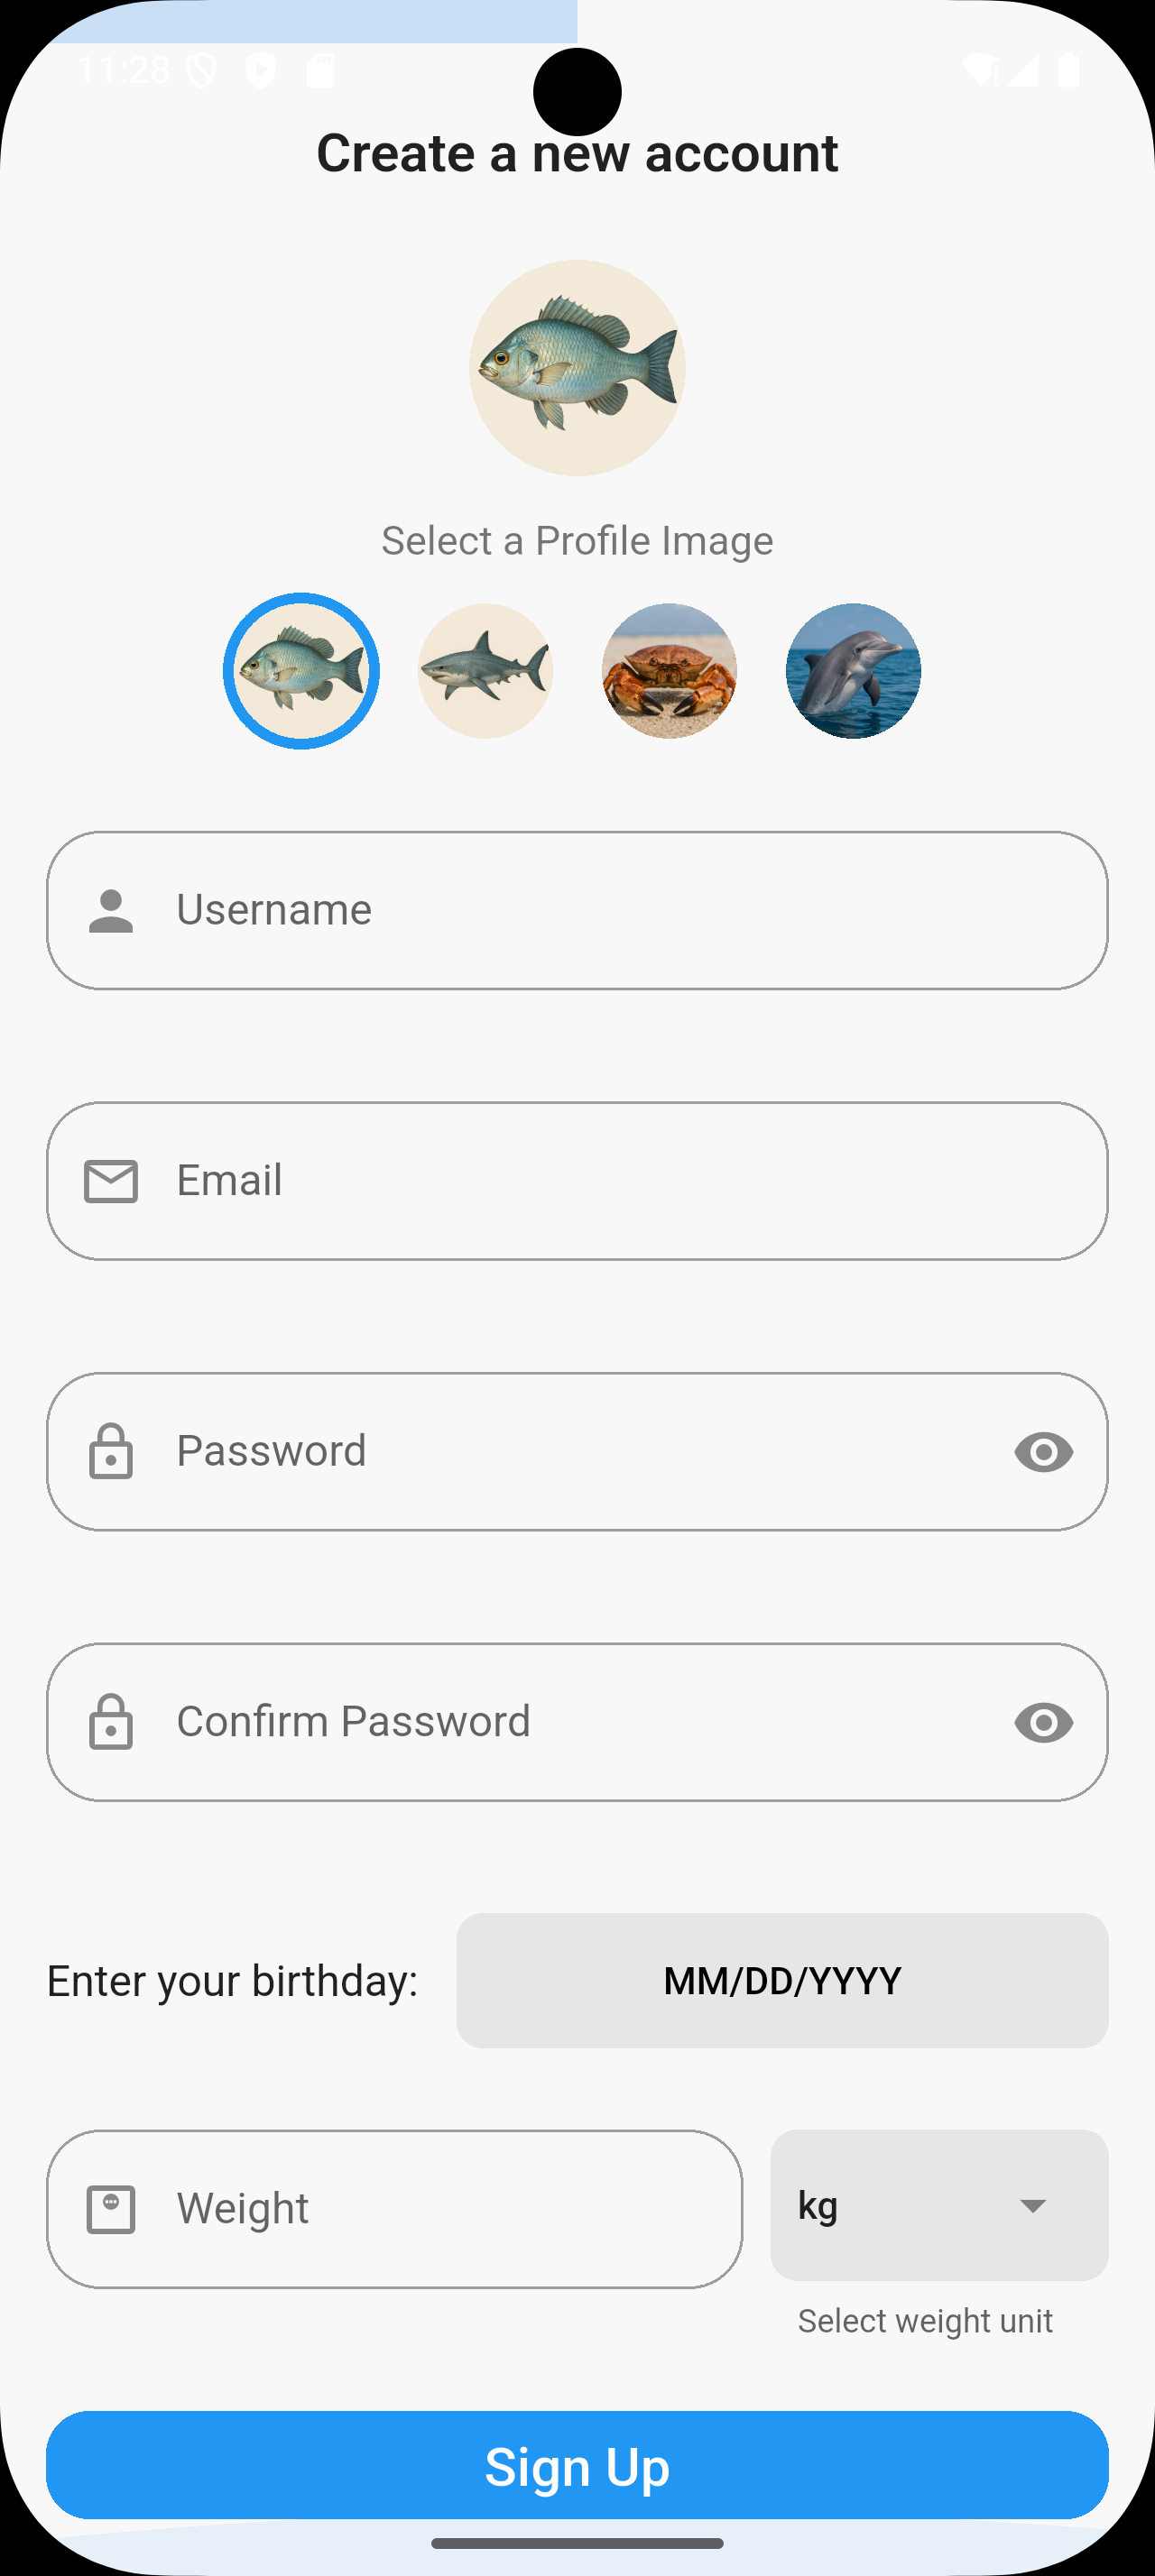 11:28
Create a new account
Select a Profile Image
Username
Email
Password
Confirm Password
Enter your birthday:
MM/DD/YYYY
Weight
kg
Select weight unit
Sign Up